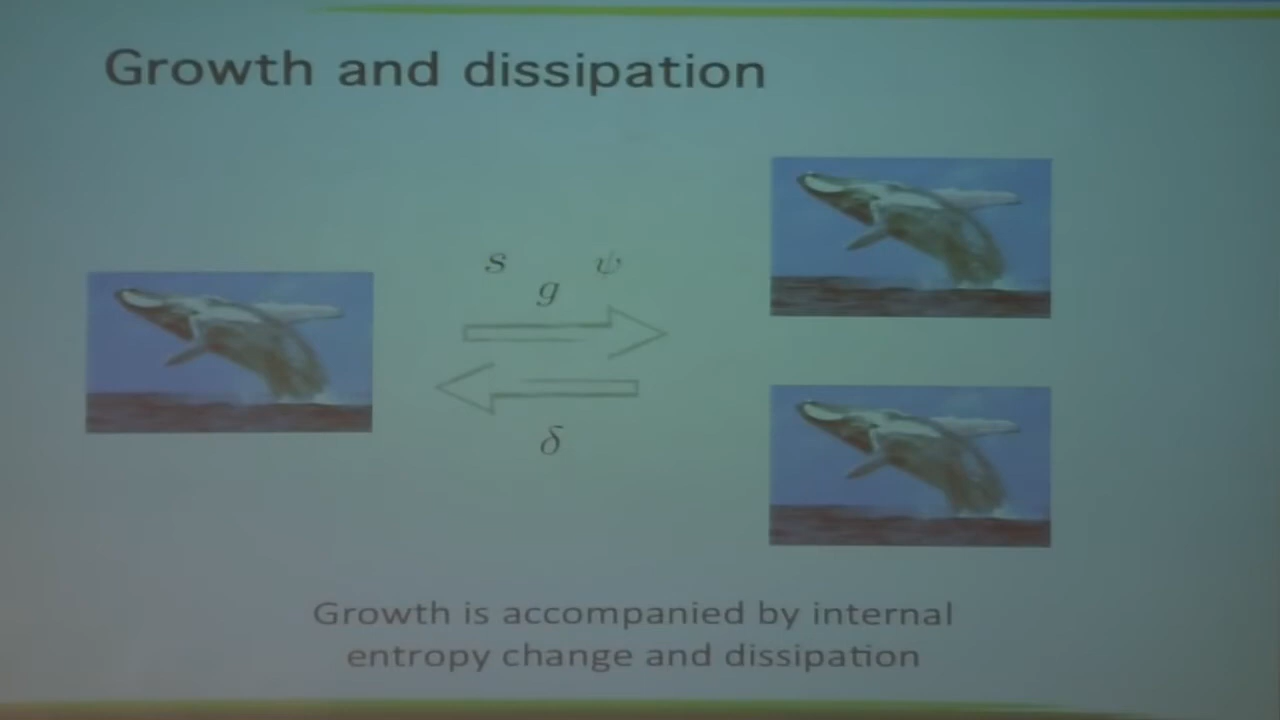 Growth and dissipation
s ψ
g
δ
Growth is accompanied by internal
entropy change and dissipation